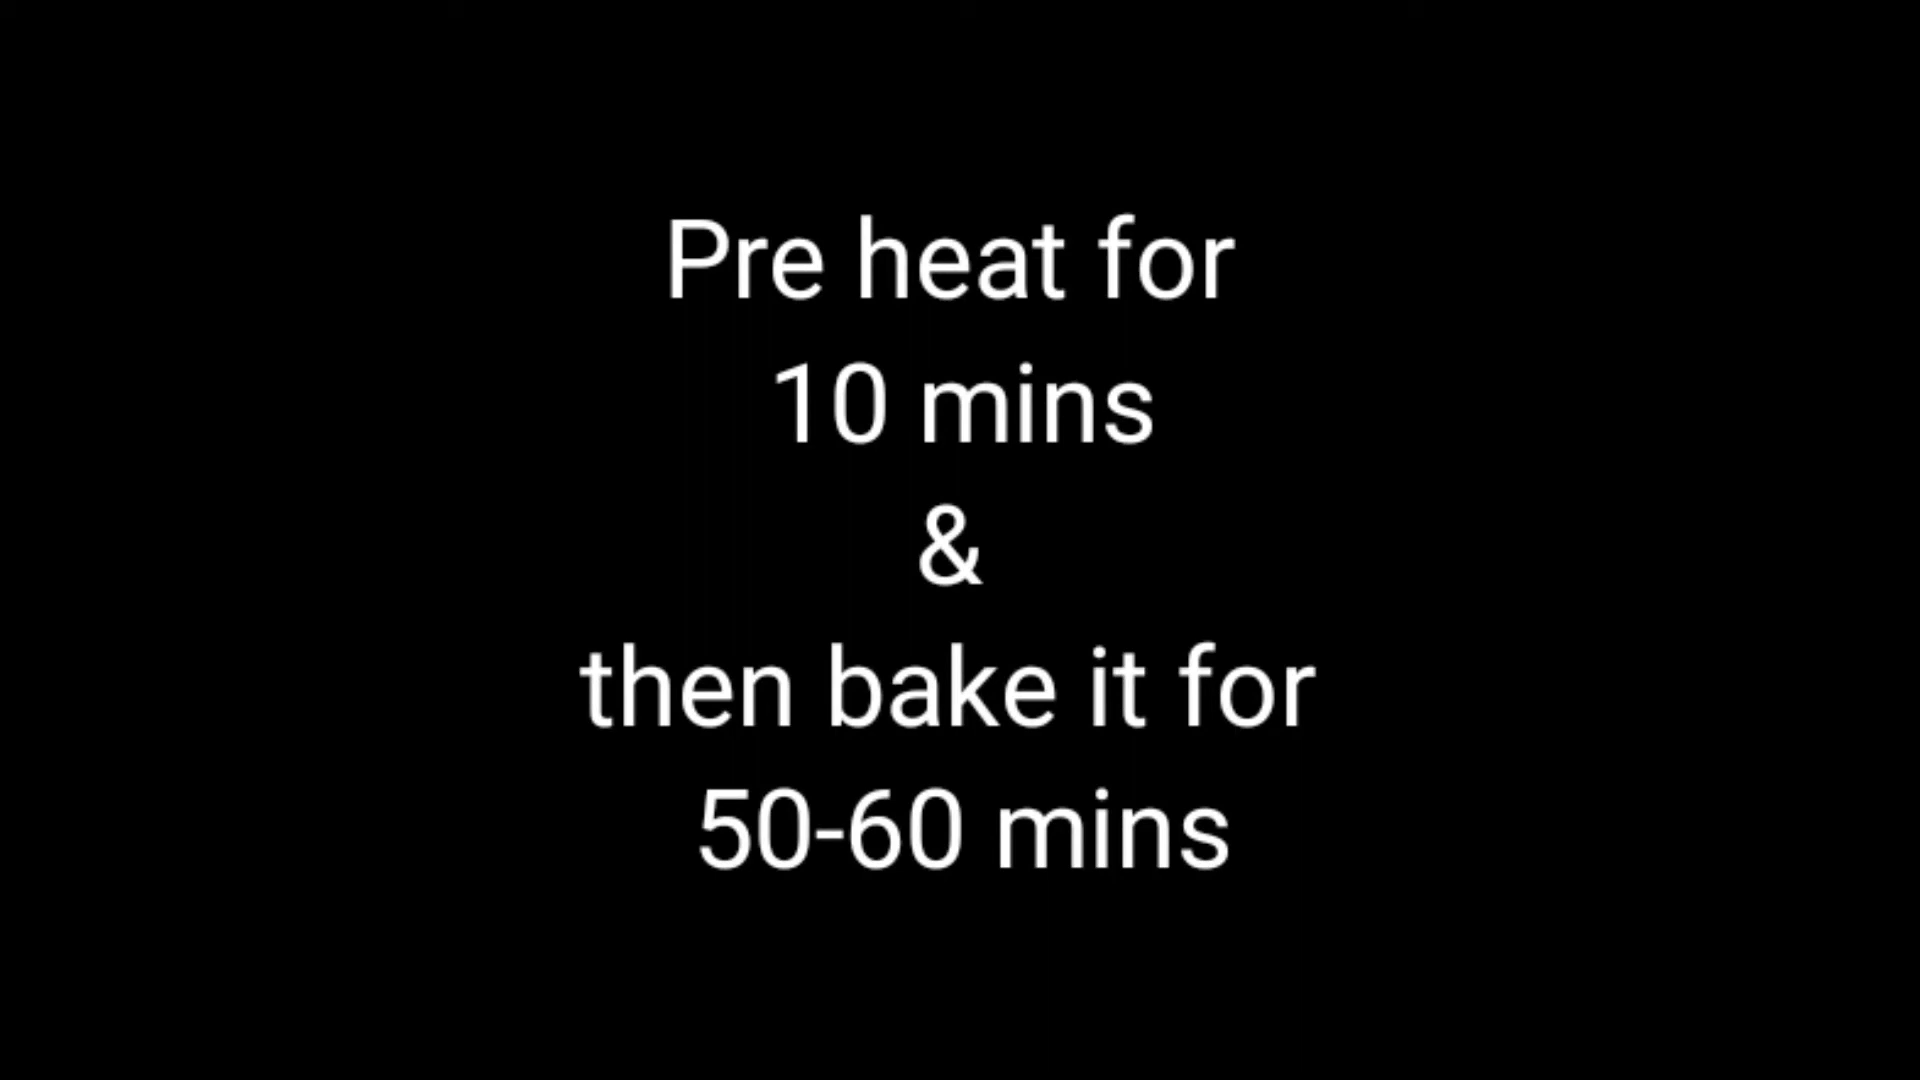 Pre heat for
10 mins
&
then bake it for
50-60 mins